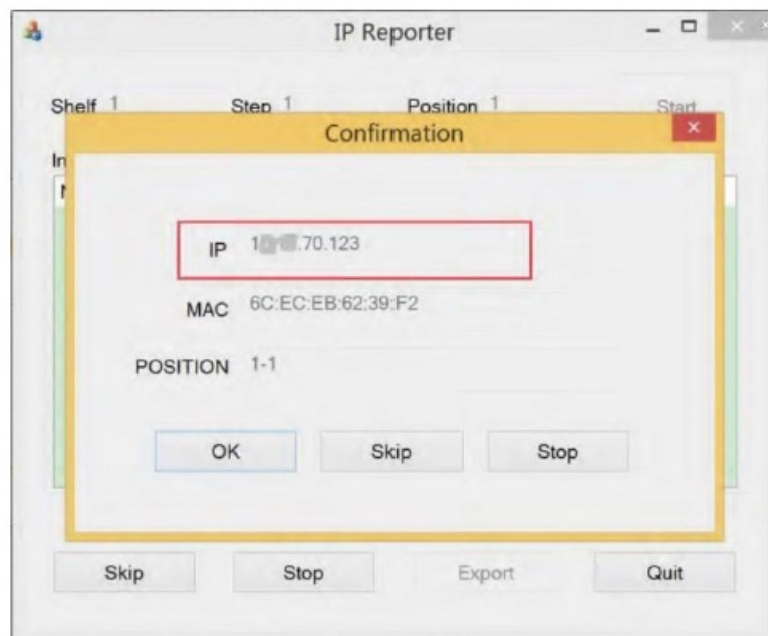 IP Reporter
Shelf 1 Step 1 Position 1 Start
Confirmation
In
IP .70.123
MAC 6C:EC:EB:62:39:F2
POSITION 1-1
OK Skip Stop
Skip Stop Export Quit